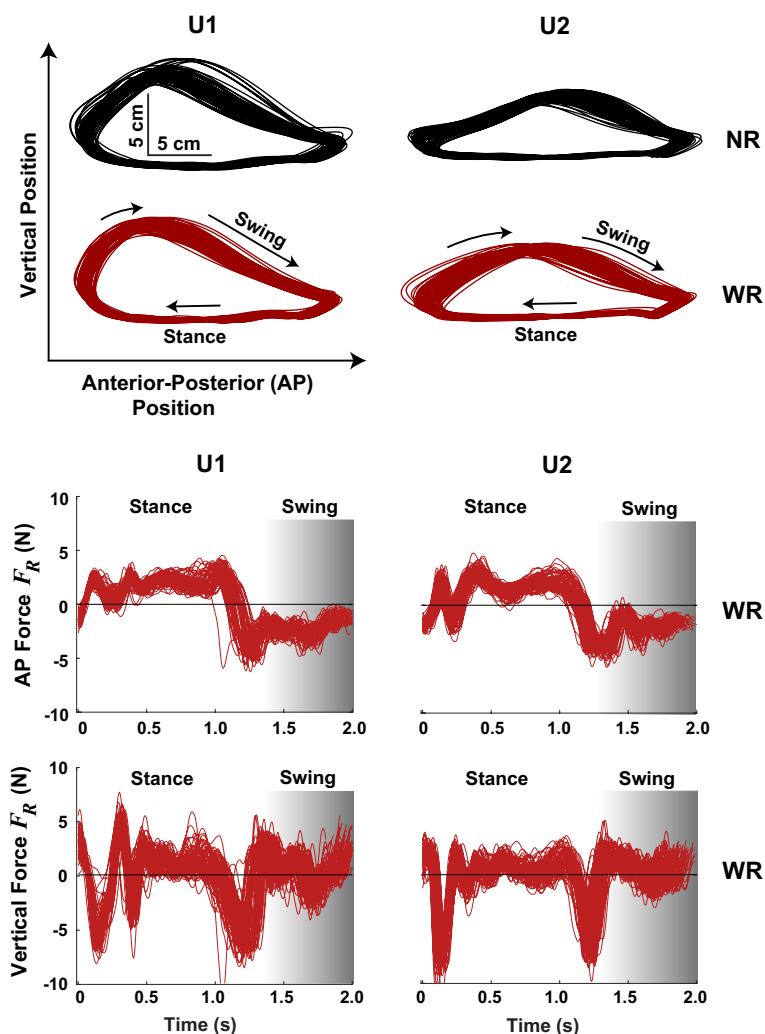 U1 U2
Vertical Position
5 cm
5 cm
NR
Swing
Stance
Swing
Stance
WR
Anterior-Posterior (AP)
Position
U1 U2
AP Force F_R (N)
10
5
0
-5
-10
Stance Swing
0 0.5 1.0 1.5 2.0
Stance Swing
0 0.5 1.0 1.5 2.0
WR
Vertical Force F_R (N)
10
5
0
-5
-10
Stance Swing
0 0.5 1.0 1.5 2.0
Time (s)
Stance Swing
0 0.5 1.0 1.5 2.0
Time (s)
WR